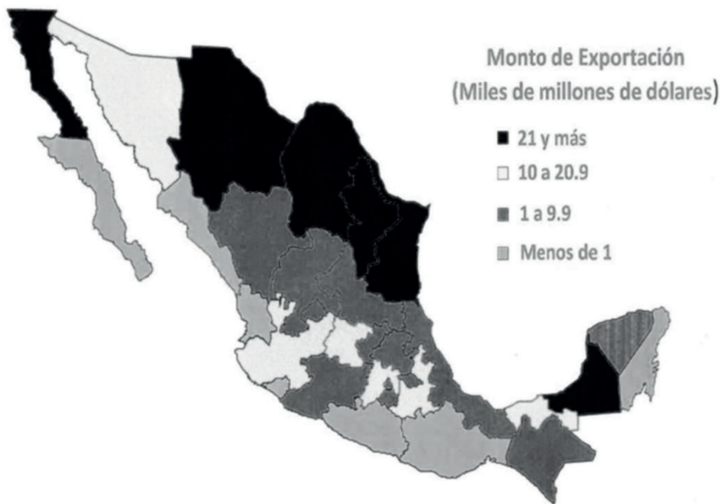 Monto de Exportación
(Miles de millones de dólares)
21 y más
10 a 20.9
1 a 9.9
Menos de 1